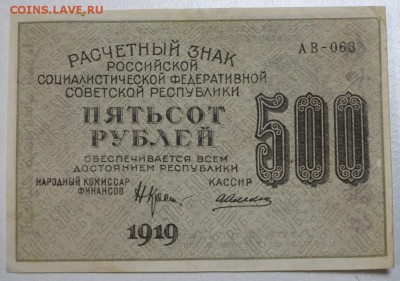 COINS.LAVE.RU
РАСЧЕТНЫЙ ЗНАК
АВ-063
РОССИЙСКОЙ
СОЦИАЛИСТИЧЕСКОЙ ФЕДЕРАТИВНОЙ
СОВЕТСКОЙ РЕСПУБЛИКИ
ПЯТЬСОТ
РУБЛЕЙ
500
ОБЕСПЕЧИВАЕТСЯ ВСЕМ
ДОСТОЯНИЕМ РЕСПУБЛИКИ
НАРОДНЫЙ КОМИССАР
ФИНАНСОВ
КАССИР
1919